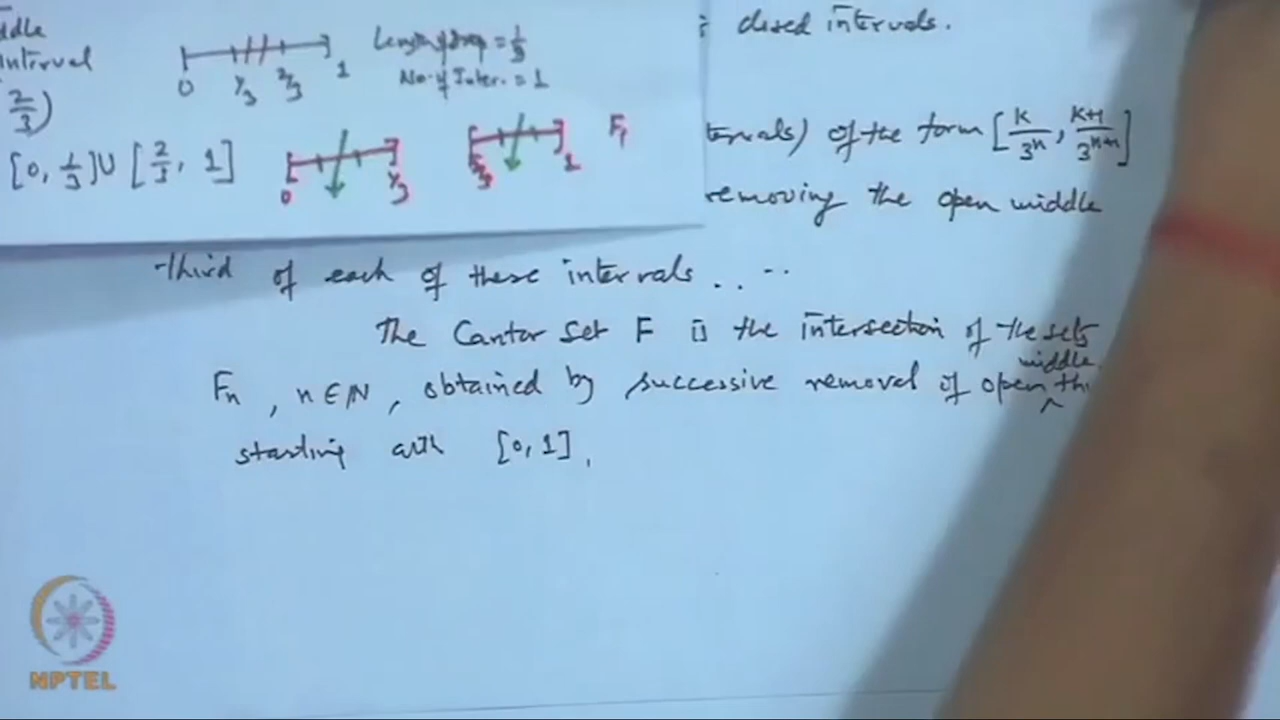 ddle
interval
2/3)
0 1/3 2/3 1
Length of gap = 1/3
No. of Inter. = 1
[0, 1/3] U [2/3, 1]
0 1/3
2/3 1
F1
: closed intervals.
tervals) of the form [k/3^n, k+1/3^n+1]
removing the open middle
third of each of these intervals ....
The Cantor Set F is the intersection of the sets
Fn, n ∈ N, obtained by successive removal of open middle
starting with [0, 1].
NPTEL